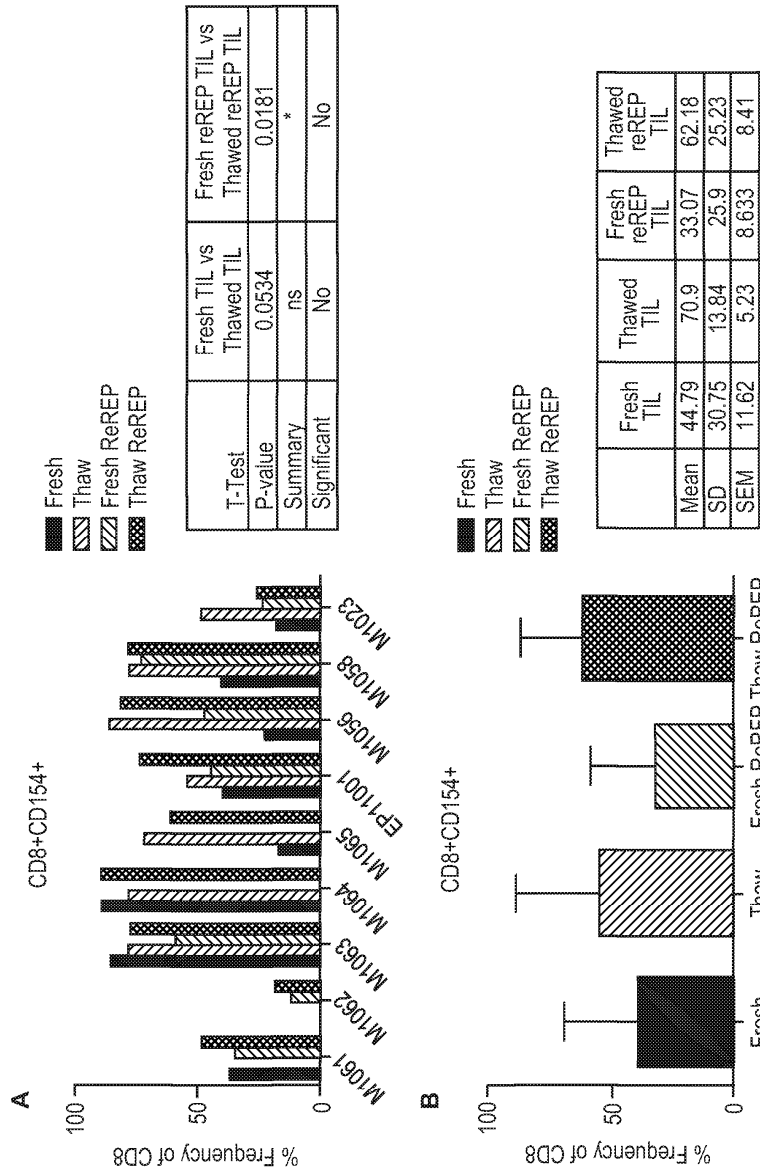 A
CD8+CD154+
% Frequency of CD8
100
50
0
M1061
M1062
M1063
M1064
M1065
EP11001
M1056
M1058
M1023
Fresh
Thaw
Fresh ReREP
Thaw ReREP
T-Test
Fresh TIL vs
Thawed TIL
Fresh reREP TIL vs
Thawed reREP TIL
P-value 0.0534 0.0181
Summary ns *
Significant No No
B
CD8+CD154+
% Frequency of CD8
100
50
0
Fresh
Thaw
Fresh ReREP
Thaw ReREP
Fresh
Thaw
Fresh ReREP
Thaw ReREP
Fresh
TIL
Thawed
TIL
Fresh
reREP
TIL
Thawed
reREP
TIL
Mean 44.79 70.9 33.07 62.18
SD 30.75 13.84 25.9 25.23
SEM 11.62 5.23 8.633 8.41